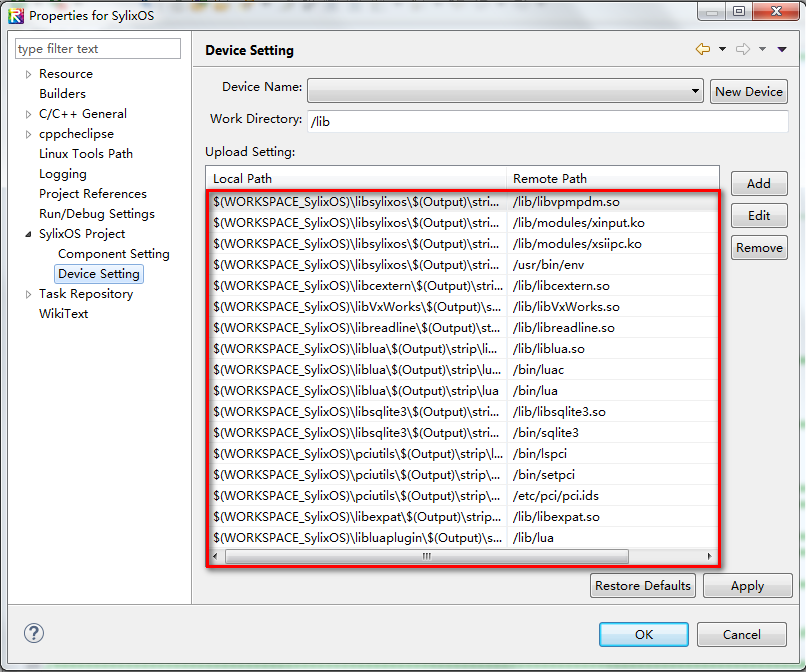 Properties for SylixOS
type filter text
Resource
Builders
C/C++ General
cppcheclipse
Linux Tools Path
Logging
Project References
Run/Debug Settings
SylixOS Project
Component Setting
Device Setting
Task Repository
WikiText
Device Setting
Device Name:
New Device
Work Directory: /lib
Upload Setting:
Local Path Remote Path
$(WORKSPACE_SylixOS)\libsylixos\$(Output)\stri... /lib/libvpmpdm.so
$(WORKSPACE_SylixOS)\libsylixos\$(Output)\stri... /lib/modules/xinput.ko
$(WORKSPACE_SylixOS)\libsylixos\$(Output)\stri... /lib/modules/xsiipc.ko
$(WORKSPACE_SylixOS)\libsylixos\$(Output)\stri... /usr/bin/env
$(WORKSPACE_SylixOS)\libcextern\$(Output)\stri... /lib/libcextern.so
$(WORKSPACE_SylixOS)\libVxWorks\$(Output)\s... /lib/libVxWorks.so
$(WORKSPACE_SylixOS)\libreadline\$(Output)\st... /lib/libreadline.so
$(WORKSPACE_SylixOS)\liblua\$(Output)\strip\li... /lib/liblua.so
$(WORKSPACE_SylixOS)\liblua\$(Output)\strip\lu... /bin/luac
$(WORKSPACE_SylixOS)\liblua\$(Output)\strip\lua /bin/lua
$(WORKSPACE_SylixOS)\libsqlite3\$(Output)\stri... /lib/libsqlite3.so
$(WORKSPACE_SylixOS)\libsqlite3\$(Output)\stri... /bin/sqlite3
$(WORKSPACE_SylixOS)\pciutils\$(Output)\strip\l... /bin/lspci
$(WORKSPACE_SylixOS)\pciutils\$(Output)\strip\... /bin/setpci
$(WORKSPACE_SylixOS)\pciutils\$(Output)\strip\... /etc/pci/pci.ids
$(WORKSPACE_SylixOS)\libexpat\$(Output)\strip... /lib/libexpat.so
$(WORKSPACE_SylixOS)\libluaplugin\$(Output)\s... /lib/lua
Add
Edit
Remove
Restore Defaults
Apply
OK
Cancel